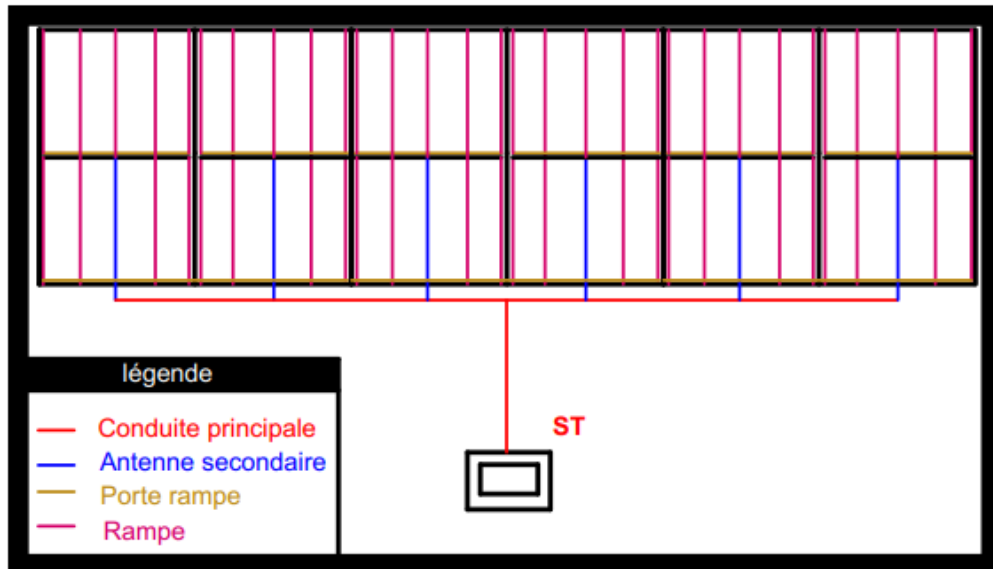 ST
légende
Conduite principale
Antenne secondaire
Porte rampe
Rampe